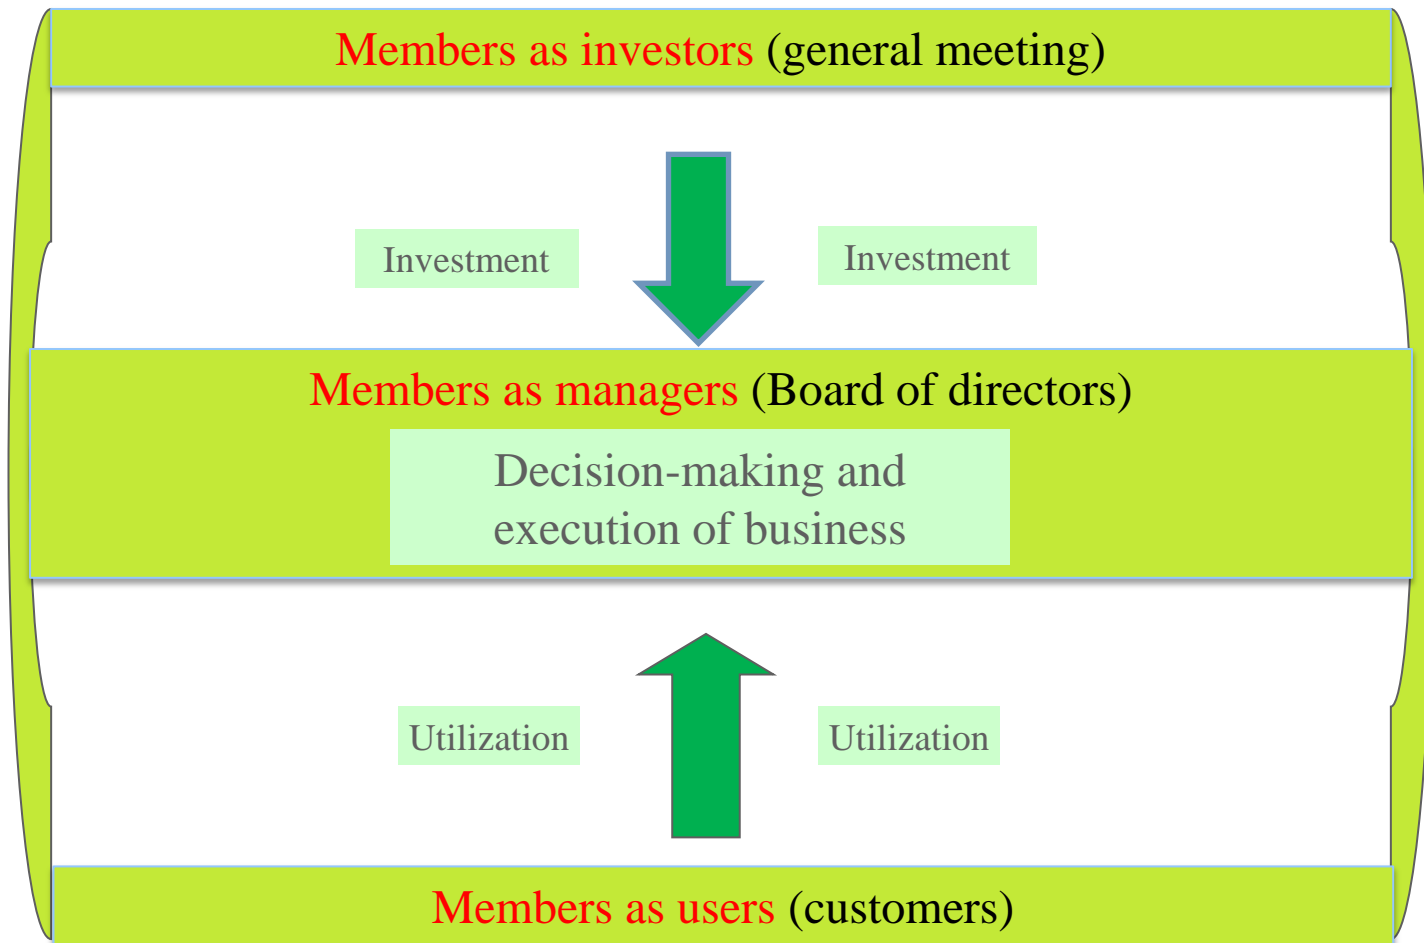 Members as investors (general meeting)
Investment
Investment
Members as managers (Board of directors)
Decision-making and
execution of business
Utilization
Utilization
Members as users (customers)